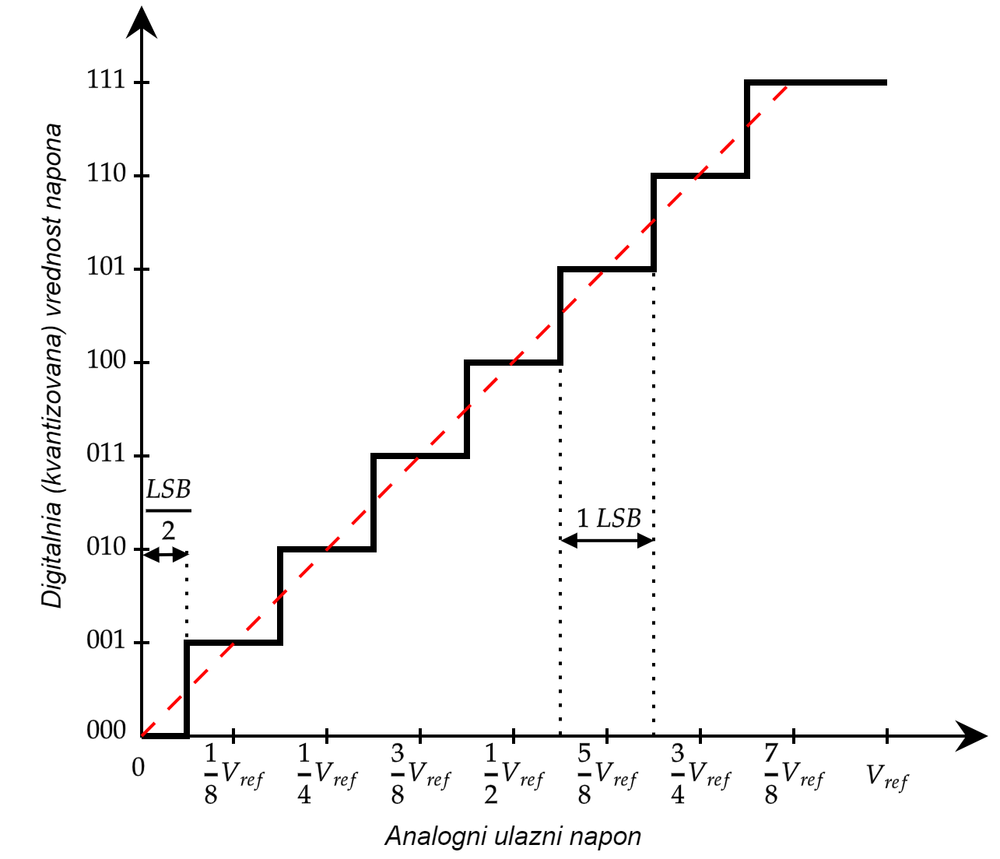 111
110
101
100
011
010
001
000
Digitalnia (kvantizovana) vrednost napona
LSB
2
1 LSB
0
1/8 V_ref
1/4 V_ref
3/8 V_ref
1/2 V_ref
5/8 V_ref
3/4 V_ref
7/8 V_ref
V_ref
Analogni ulazni napon